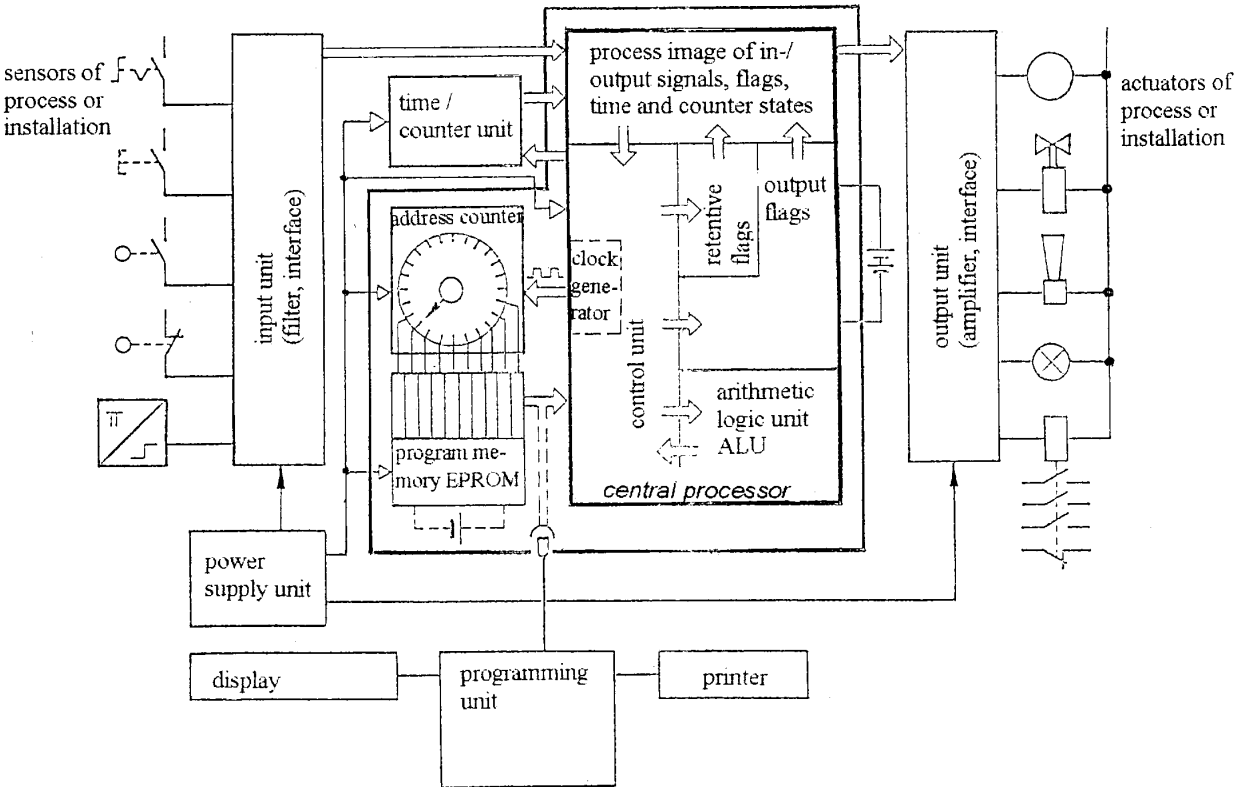 sensors of
process or
installation
input unit
(filter, interface)
time /
counter unit
address counter
program me-
mory EPROM
clock
gene-
rator
process image of in-/
output signals, flags,
time and counter states
control unit
retentive
flags
output
flags
arithmetic
logic unit
ALU
central processor
output unit
(amplifier, interface)
actuators of
process or
installation
power
supply unit
display
programming
unit
printer